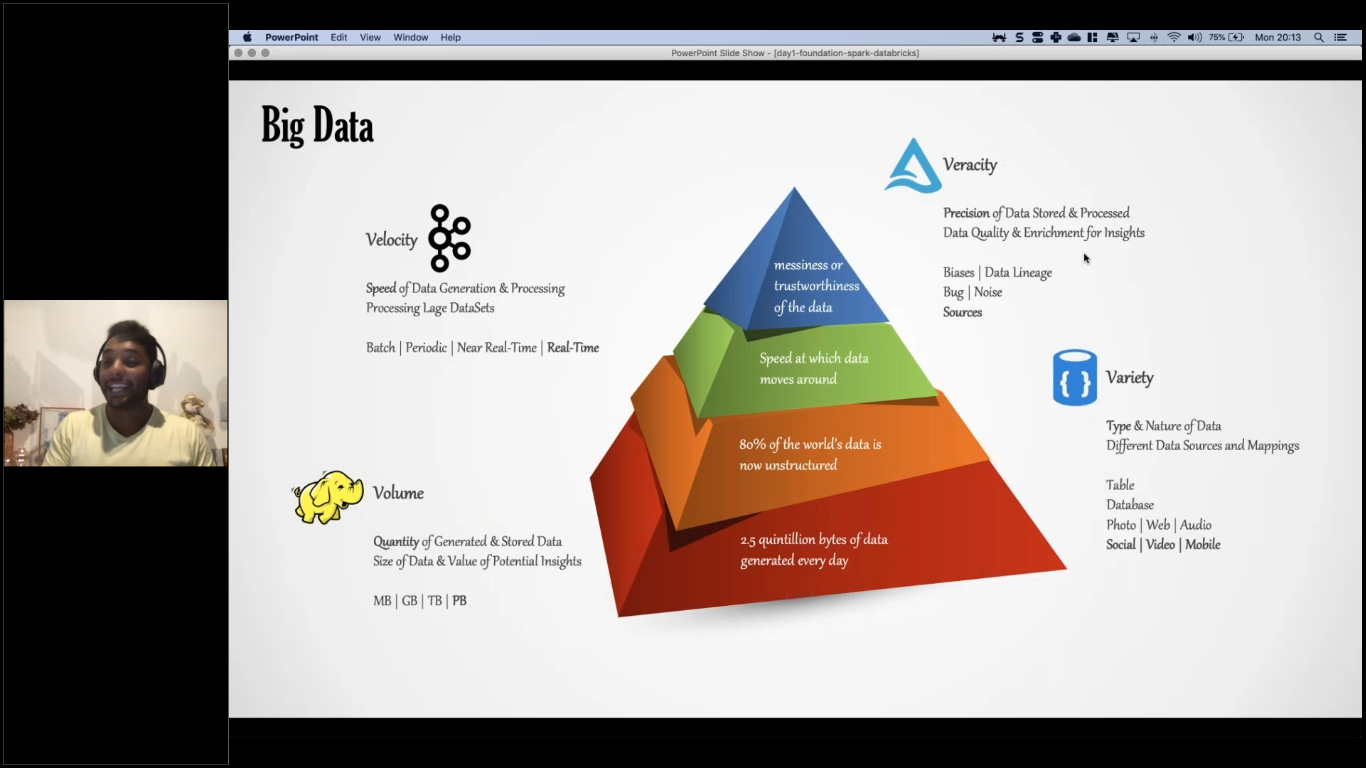 PowerPoint Edit View Window Help
75% Mon 20:13
PowerPoint Slide Show - [day1-foundation-spark-databricks]
Big Data
Velocity
Speed of Data Generation & Processing
Processing Lage DataSets
Batch | Periodic | Near Real-Time | Real-Time
Volume
Quantity of Generated & Stored Data
Size of Data & Value of Potential Insights
MB | GB | TB | PB
messiness or
trustworthiness
of the data
Speed at which data
moves around
80% of the world's data is
now unstructured
2.5 quintillion bytes of data
generated every day
Veracity
Precision of Data Stored & Processed
Data Quality & Enrichment for Insights
Biases | Data Lineage
Bug | Noise
Sources
{ }
Variety
Type & Nature of Data
Different Data Sources and Mappings
Table
Database
Photo | Web | Audio
Social | Video | Mobile